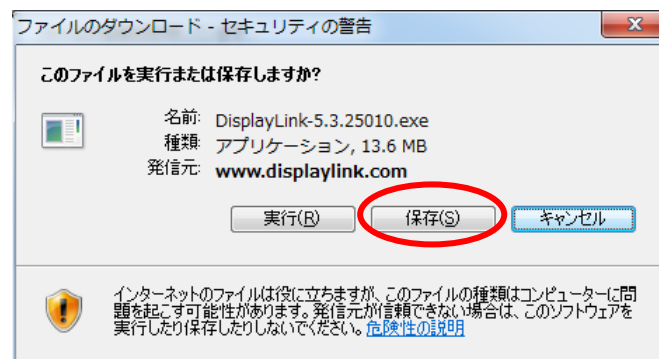 ファイルのダウンロード - セキュリティの警告
このファイルを実行または保存しますか?
名前: DisplayLink-5.3.25010.exe
種類: アプリケーション, 13.6 MB
発信元: www.displaylink.com
実行(R) 保存(S) キャンセル
インターネットのファイルは役に立ちますが、このファイルの種類はコンピューターに問
題を起こす可能性があります。発信元が信頼できない場合は、このソフトウェアを
実行したり保存したりしないでください。危険性の説明